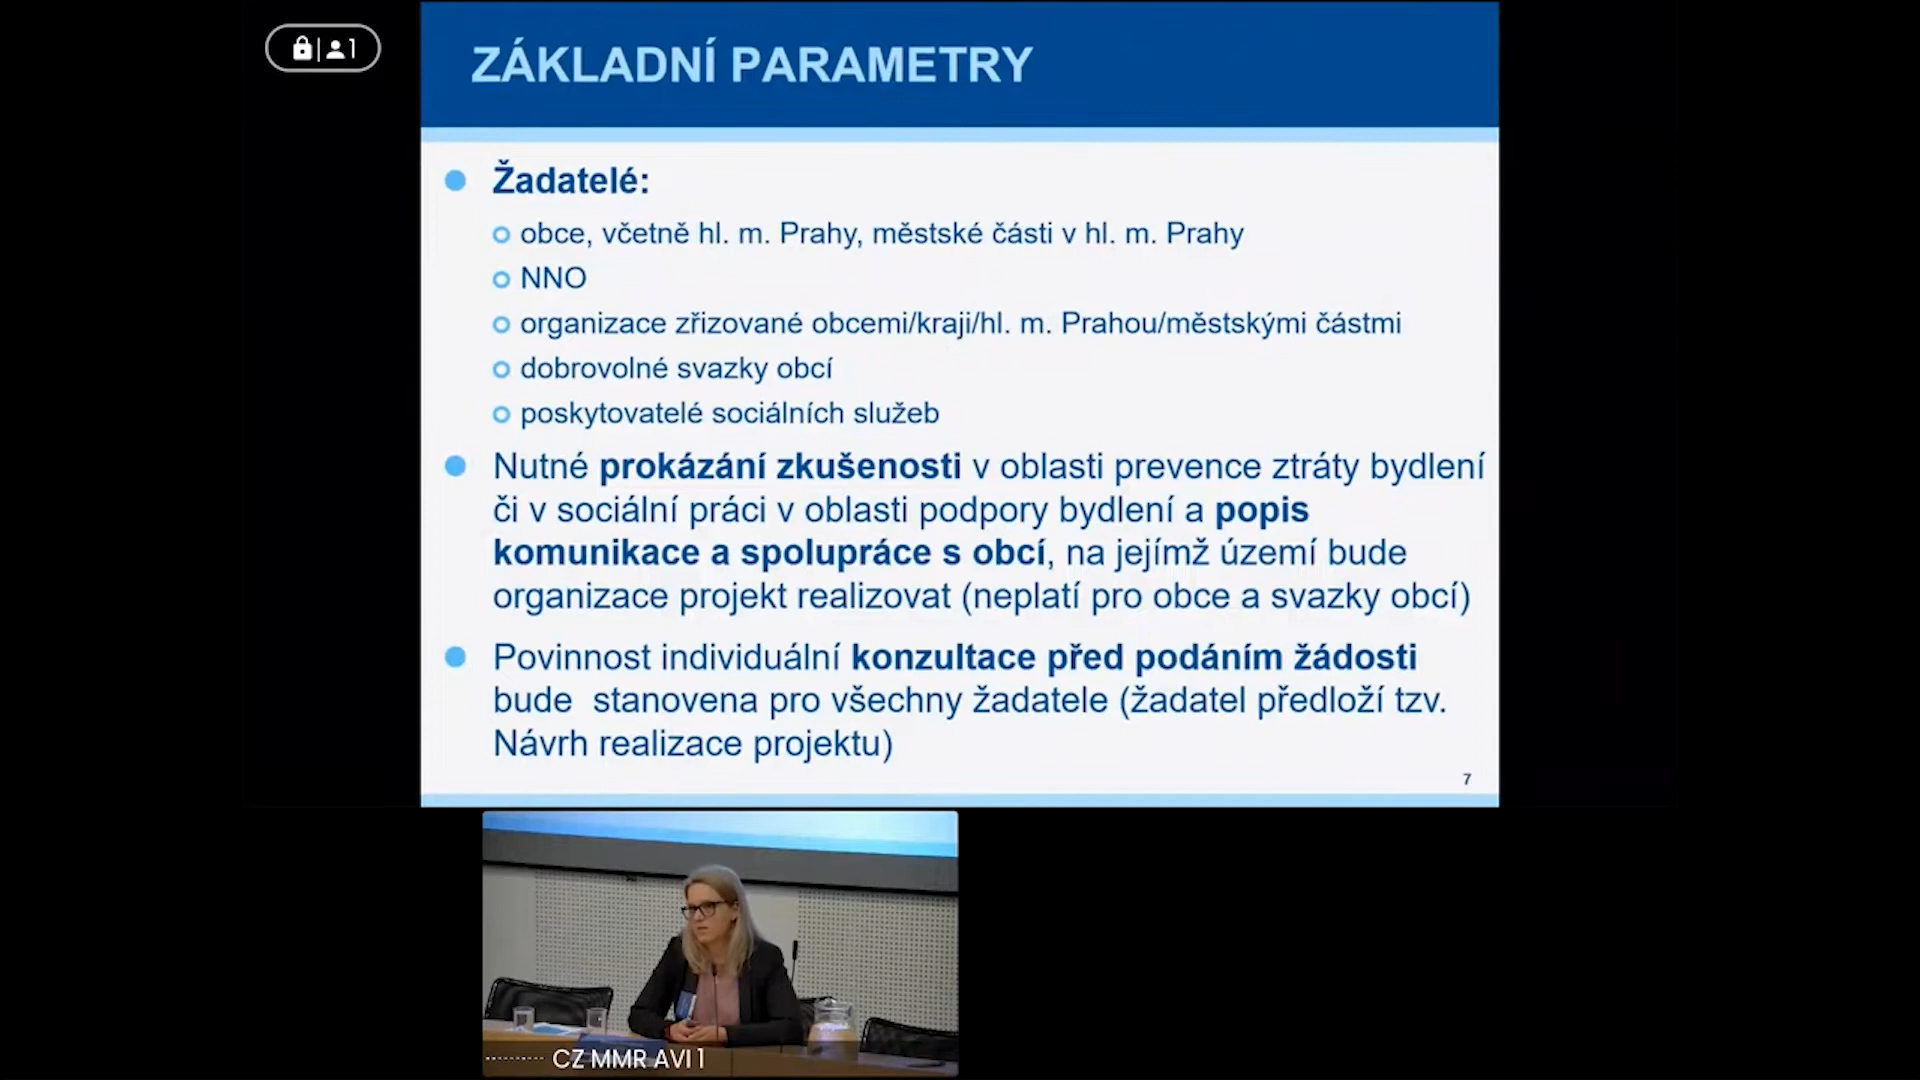 1
ZÁKLADNÍ PARAMETRY
Žadatelé:
obce, včetně hl. m. Prahy, městské části v hl. m. Prahy
NNO
organizace zřizované obcemi/kraji/hl. m. Prahou/městskými částmi
dobrovolné svazky obcí
poskytovatelé sociálních služeb
Nutné prokázání zkušenosti v oblasti prevence ztráty bydlení
či v sociální práci v oblasti podpory bydlení a popis
komunikace a spolupráce s obcí, na jejímž území bude
organizace projekt realizovat (neplatí pro obce a svazky obcí)
Povinnost individuální konzultace před podáním žádosti
bude stanovena pro všechny žadatele (žadatel předloží tzv.
Návrh realizace projektu)
7
CZ MMR AVI 1